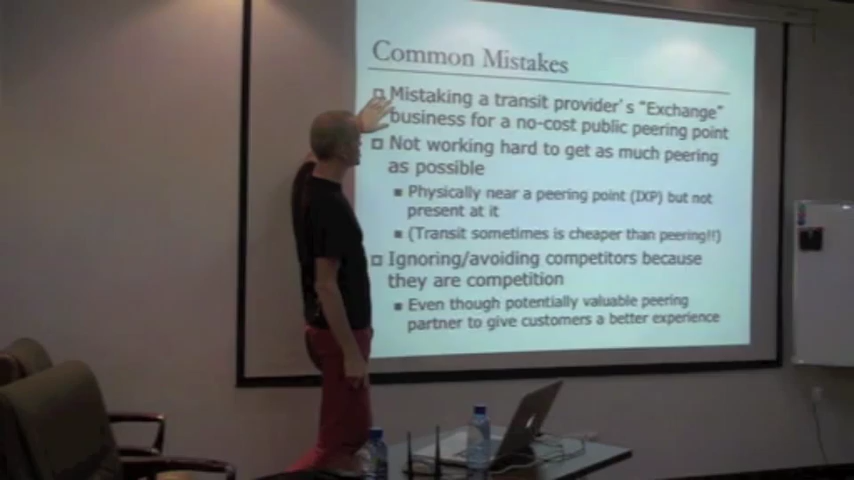 Common Mistakes
Mistaking a transit provider's "Exchange"
business for a no-cost public peering point
Not working hard to get as much peering
as possible
Physically near a peering point (IXP) but not
present at it
(Transit sometimes is cheaper than peering!!)
Ignoring/avoiding competitors because
they are competition
Even though potentially valuable peering
partner to give customers a better experience